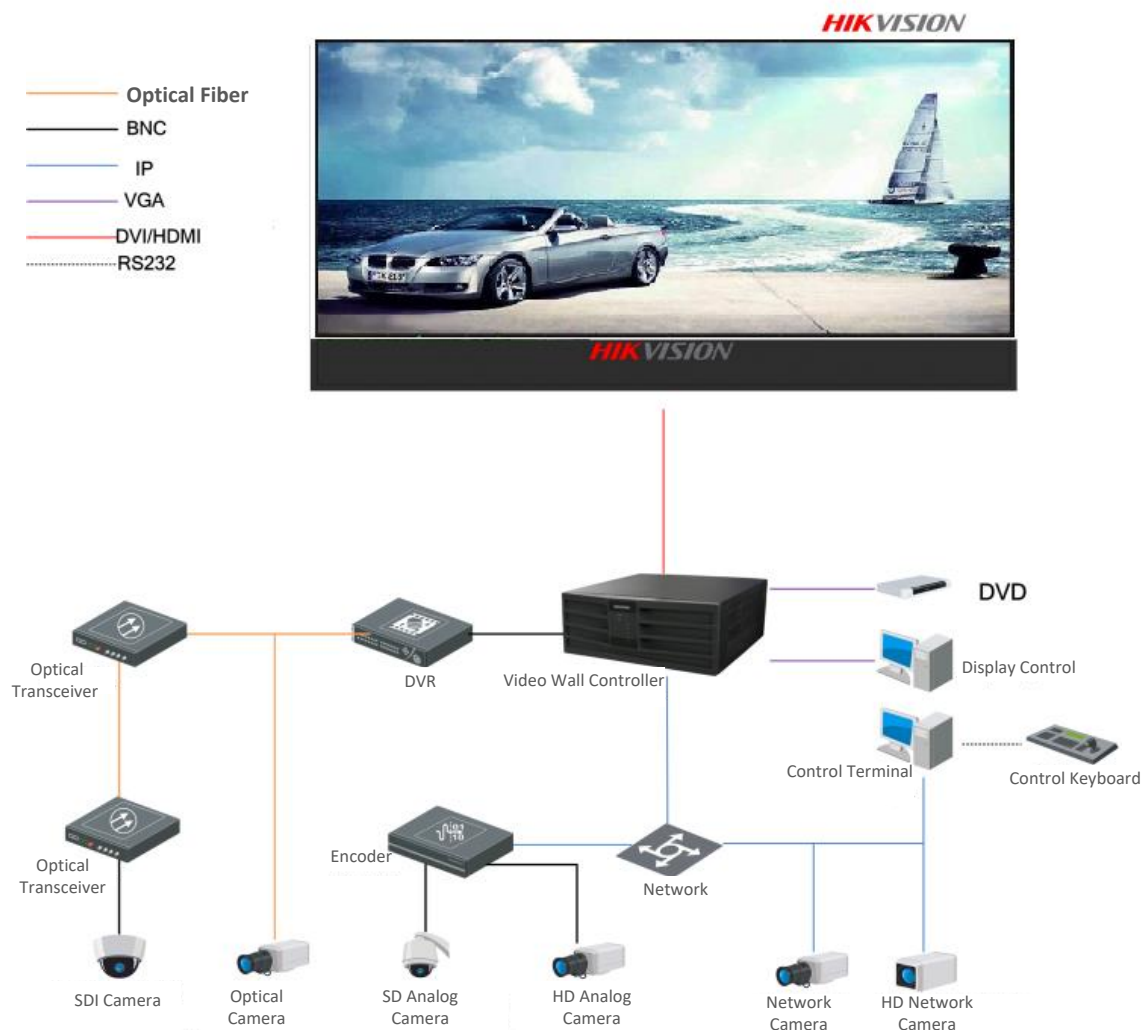 HIKVISION
Optical Fiber
BNC
IP
VGA
DVI/HDMI
RS232
HIKVISION
DVD
Optical
Transceiver
DVR
Video Wall Controller
Display Control
Control Terminal
Control Keyboard
Optical
Transceiver
Encoder
Network
SDI Camera
Optical
Camera
SD Analog
Camera
HD Analog
Camera
Network
Camera
HD Network
Camera